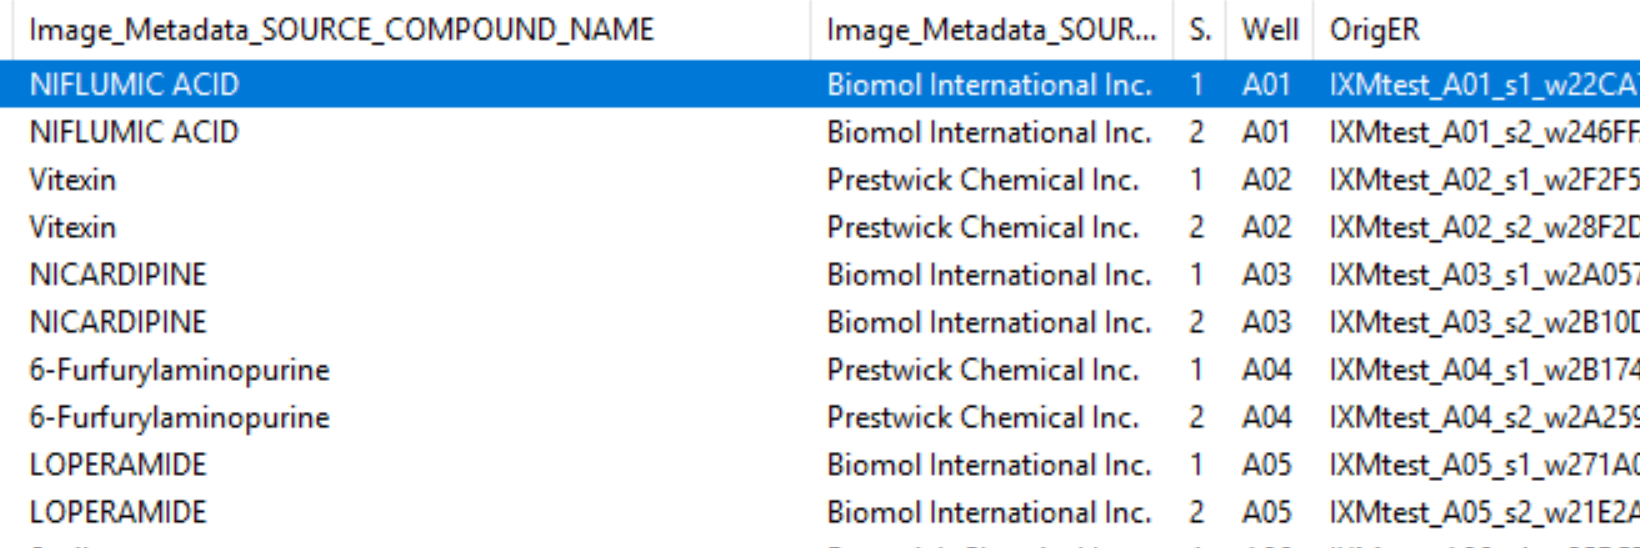 Image_Metadata_SOURCE_COMPOUND_NAME Image_Metadata_SOUR... S. Well OrigER
NIFLUMIC ACID Biomol International Inc. 1 A01 IXMtest_A01_s1_w22CA
NIFLUMIC ACID Biomol International Inc. 2 A01 IXMtest_A01_s2_w246FF
Vitexin Prestwick Chemical Inc. 1 A02 IXMtest_A02_s1_w2F2F5
Vitexin Prestwick Chemical Inc. 2 A02 IXMtest_A02_s2_w28F2D
NICARDIPINE Biomol International Inc. 1 A03 IXMtest_A03_s1_w2A057
NICARDIPINE Biomol International Inc. 2 A03 IXMtest_A03_s2_w2B10D
6-Furfurylaminopurine Prestwick Chemical Inc. 1 A04 IXMtest_A04_s1_w2B174
6-Furfurylaminopurine Prestwick Chemical Inc. 2 A04 IXMtest_A04_s2_w2A259
LOPERAMIDE Biomol International Inc. 1 A05 IXMtest_A05_s1_w271A0
LOPERAMIDE Biomol International Inc. 2 A05 IXMtest_A05_s2_w21E2A